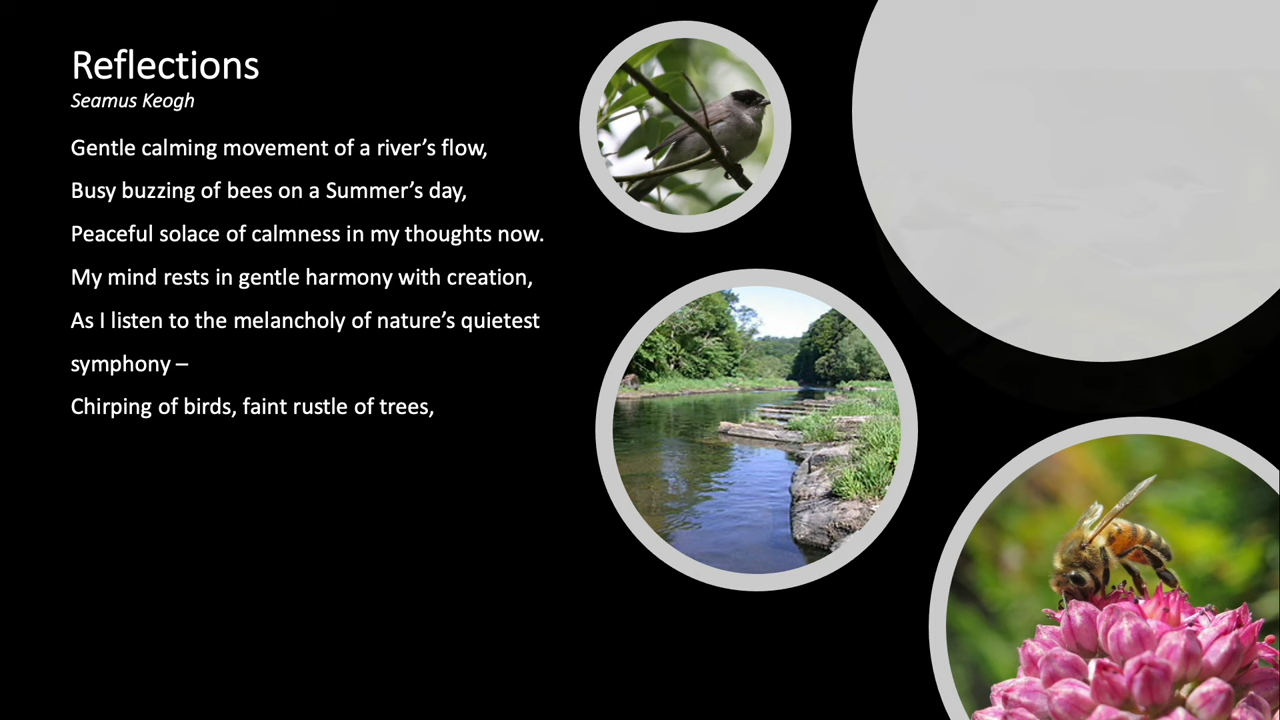 Reflections
Seamus Keogh
Gentle calming movement of a river’s flow,
Busy buzzing of bees on a Summer’s day,
Peaceful solace of calmness in my thoughts now.
My mind rests in gentle harmony with creation,
As I listen to the melancholy of nature’s quietest
symphony –
Chirping of birds, faint rustle of trees,